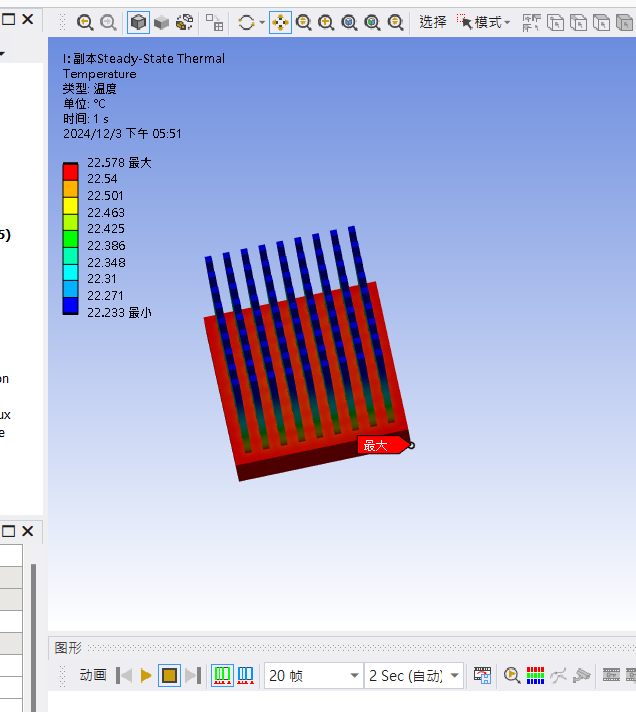 选择
模式
I: 副本Steady-State Thermal
Temperature
类型: 温度
单位: °C
时间: 1 s
2024/12/3 下午 05:51
22.578 最大
22.54
22.501
22.463
22.425
22.386
22.348
22.31
22.271
22.233 最小
5)
on
ux
e
最大
图形
动画
20 帧
2 Sec (自动)